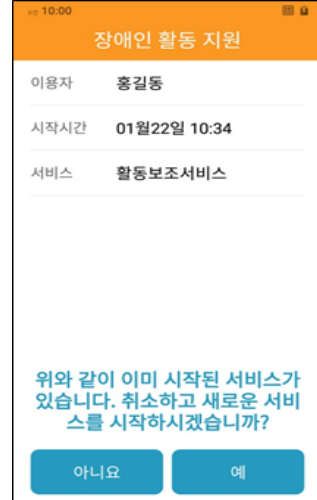 오전 10:00
장애인 활동 지원
이용자 홍길동
시작시간 01월22일 10:34
서비스 활동보조서비스
위와 같이 이미 시작된 서비스가
있습니다. 취소하고 새로운 서비
스를 시작하시겠습니까?
아니요 예